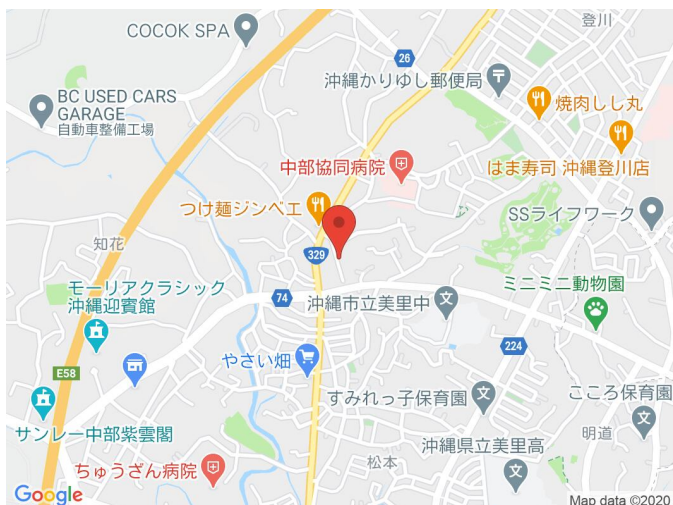 登川
COCOK SPA
26
沖縄かりゆし郵便局
BC USED CARS
GARAGE
自動車整備工場
焼肉しし丸
中部協同病院
はま寿司 沖縄登川店
つけ麺ジンベエ
SSライフワーク
知花
329
モーリアクラシック
沖縄迎賓館
ミニミニ動物園
74
沖縄市立美里中
文
224
やさい畑
E58
すみれっ子保育園
文
こころ保育園
文
サンレー中部紫雲閣
明道
沖縄県立美里高
文
松本
ちゅうざん病院
Google
Map data ©2020